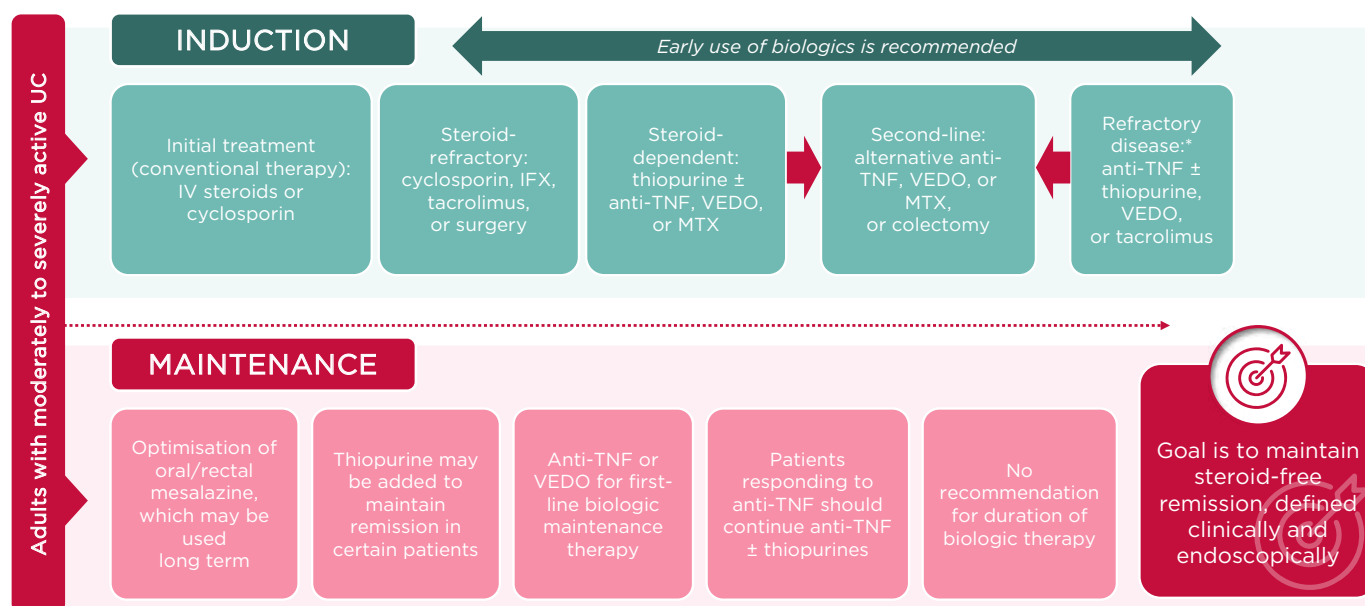 Adults with moderately to severely active UC
INDUCTION
Early use of biologics is recommended
Initial treatment
(conventional therapy):
IV steroids or
cyclosporin
Steroid-
refractory:
cyclosporin, IFX,
tacrolimus,
or surgery
Steroid-
dependent:
thiopurine ±
anti-TNF, VEDO,
or MTX
Second-line:
alternative anti-
TNF, VEDO, or
MTX,
or colectomy
Refractory
disease:*
anti-TNF ±
thiopurine,
VEDO,
or tacrolimus
MAINTENANCE
Optimisation of
oral/rectal
mesalazine,
which may be
used
long term
Thiopurine may
be added to
maintain
remission in
certain patients
Anti-TNF or
VEDO for first-
line biologic
maintenance
therapy
Patients
responding to
anti-TNF should
continue anti-TNF
± thiopurines
No
recommendation
for duration of
biologic therapy
Goal is to maintain
steroid-free
remission, defined
clinically and
endoscopically